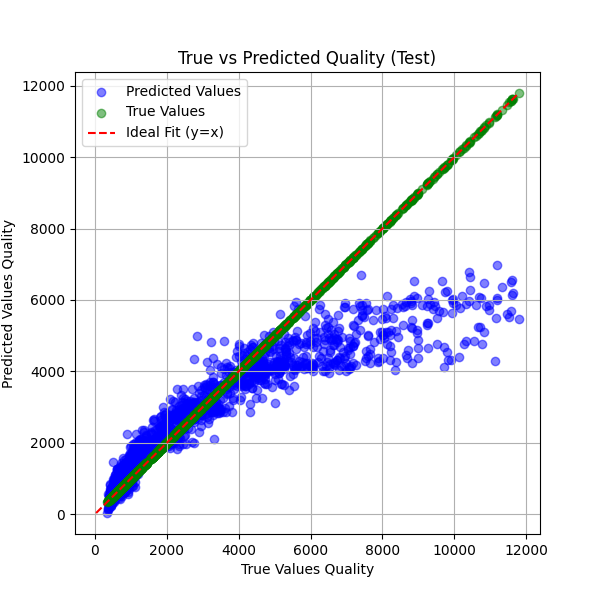 True vs Predicted Quality (Test)
Predicted Values
True Values
Ideal Fit (y=x)
12000
10000
8000
6000
4000
2000
0
Predicted Values Quality
0 2000 4000 6000 8000 10000 12000
True Values Quality